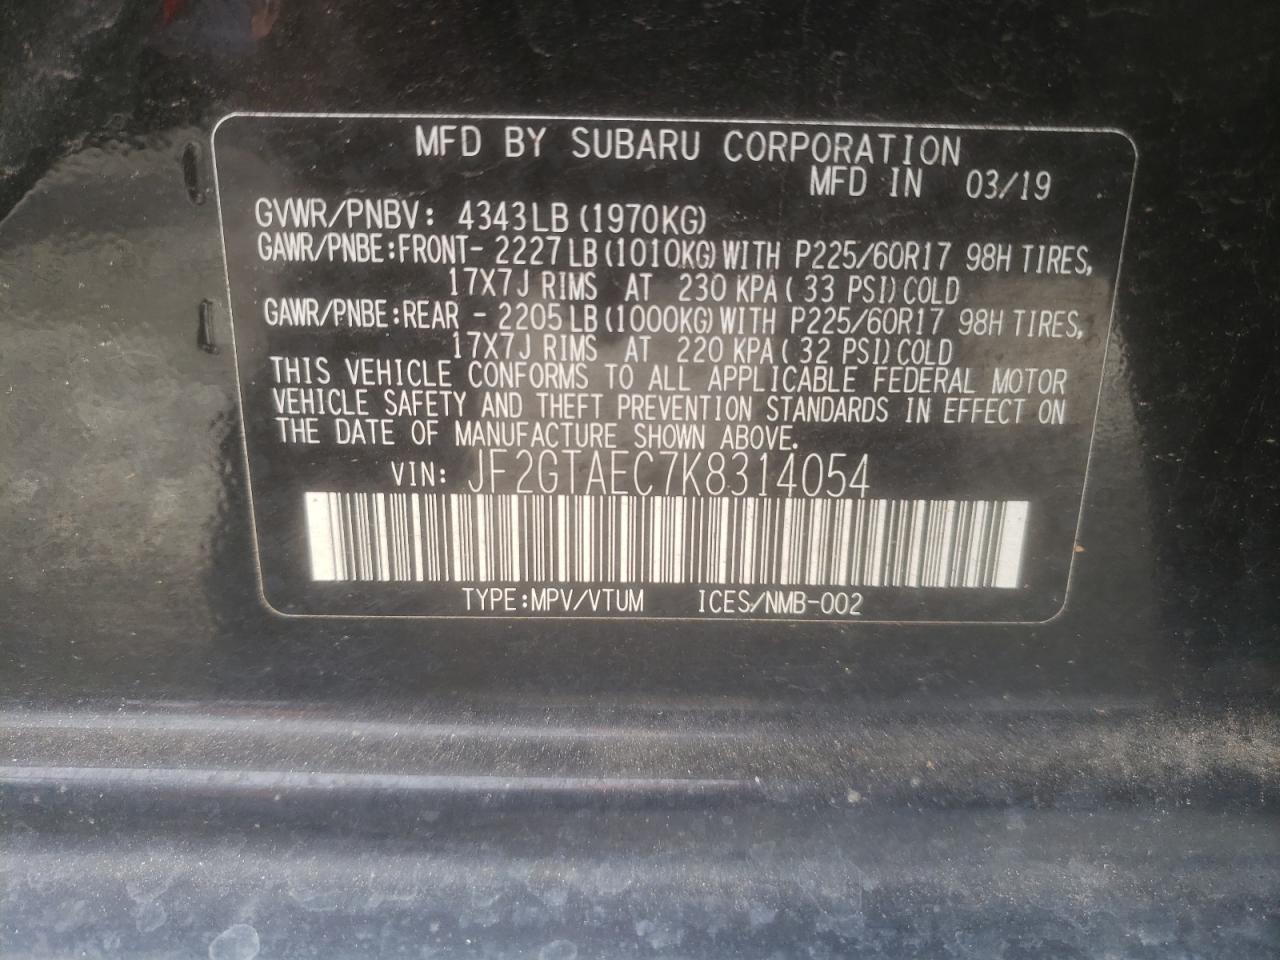 MFD BY SUBARU CORPORATION
MFD IN 03/19
GVWR/PNBV: 4343LB (1970KG)
GAWR/PNBE:FRONT- 2227 LB (1010KG) WITH P225/60R17 98H TIRES,
17X7J RIMS AT 230 KPA ( 33 PSI) COLD
GAWR/PNBE:REAR - 2205 LB (1000KG) WITH P225/60R17 98H TIRES,
17X7J RIMS AT 220 KPA ( 32 PSI) COLD
THIS VEHICLE CONFORMS TO ALL APPLICABLE FEDERAL MOTOR
VEHICLE SAFETY AND THEFT PREVENTION STANDARDS IN EFFECT ON
THE DATE OF MANUFACTURE SHOWN ABOVE.
VIN: JF2GTAEC7K8314054
TYPE:MPV/VTUM ICES/NMB-002